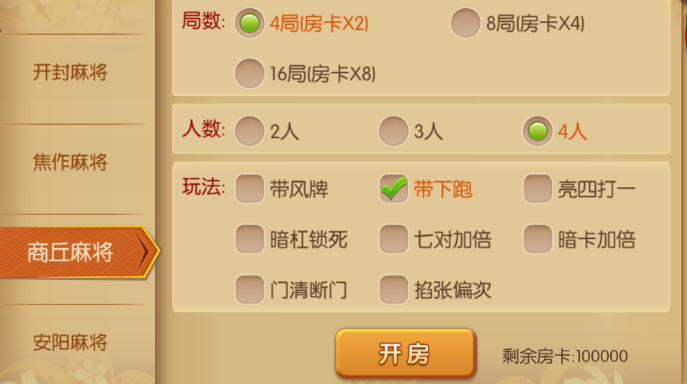 开封麻将
焦作麻将
商丘麻将
安阳麻将
局数: 4局(房卡X2) 8局(房卡X4)
16局(房卡X8)
人数: 2人 3人 4人
玩法: 带风牌 带下跑 亮四打一
暗杠锁死 七对加倍 暗卡加倍
门清断门 掐张偏次
开房 剩余房卡:100000